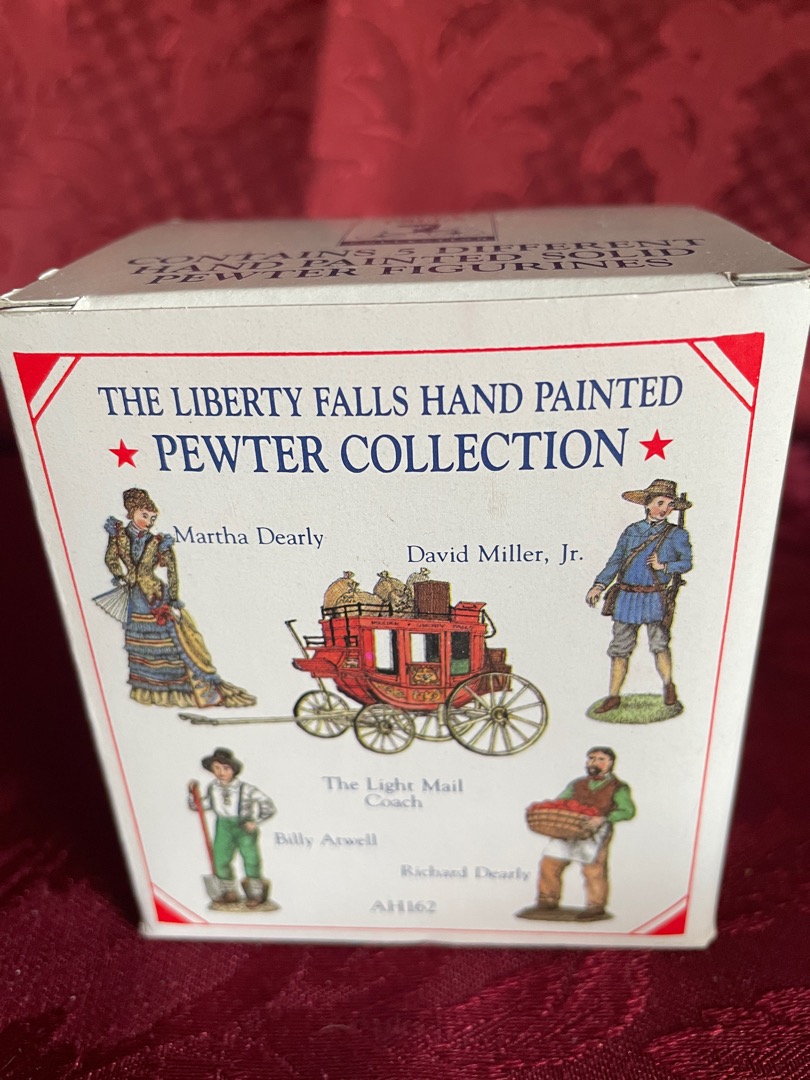 CONTAINS 5 DIFFERENT
HAND PAINTED SOLID
PEWTER FIGURINES
THE LIBERTY FALLS HAND PAINTED
PEWTER COLLECTION
Martha Dearly
David Miller, Jr.
The Light Mail
Coach
Billy Atwell
Richard Dearly
AH162